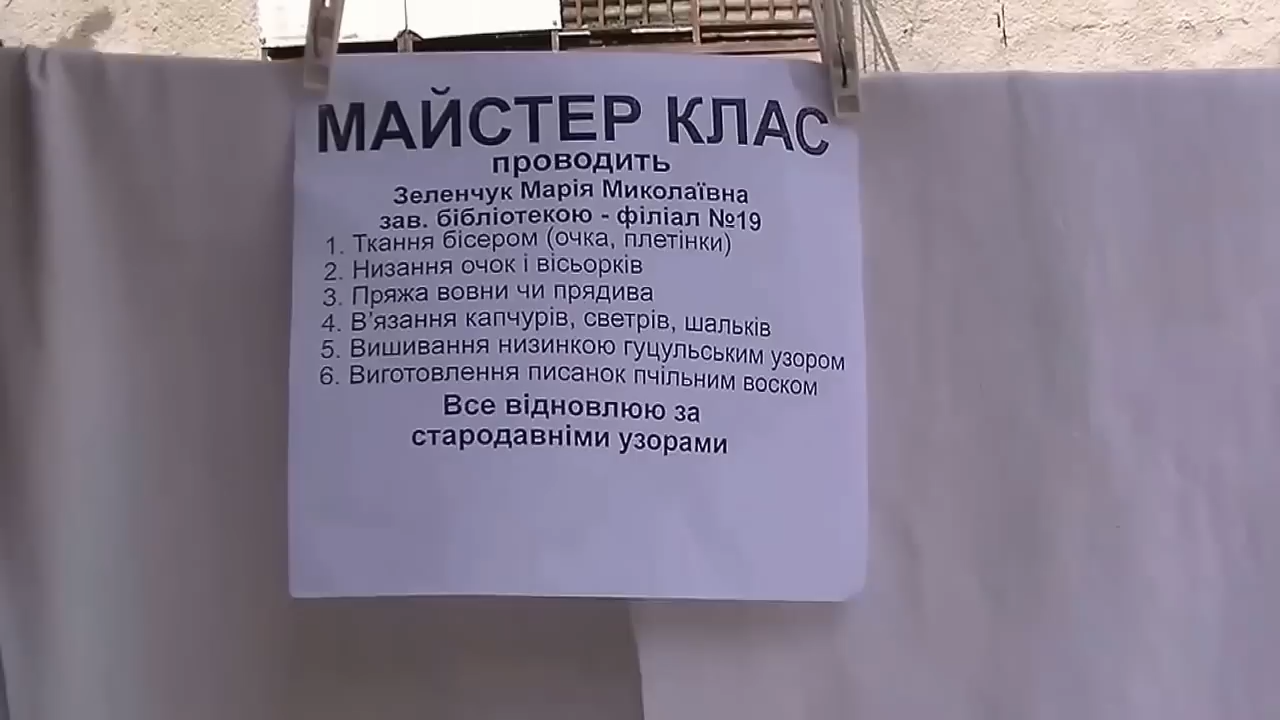 МАЙСТЕР КЛАС
проводить
Зеленчук Марія Миколаївна
зав. бібліотекою - філіал №19
1. Ткання бісером (очка, плетінки)
2. Низання очок і вісьорків
3. Пряжа вовни чи прядива
4. В'язання капчурів, светрів, шальків
5. Вишивання низинкою гуцульським узором
6. Виготовлення писанок пчільним воском
Все відновлюю за
стародавніми узорами